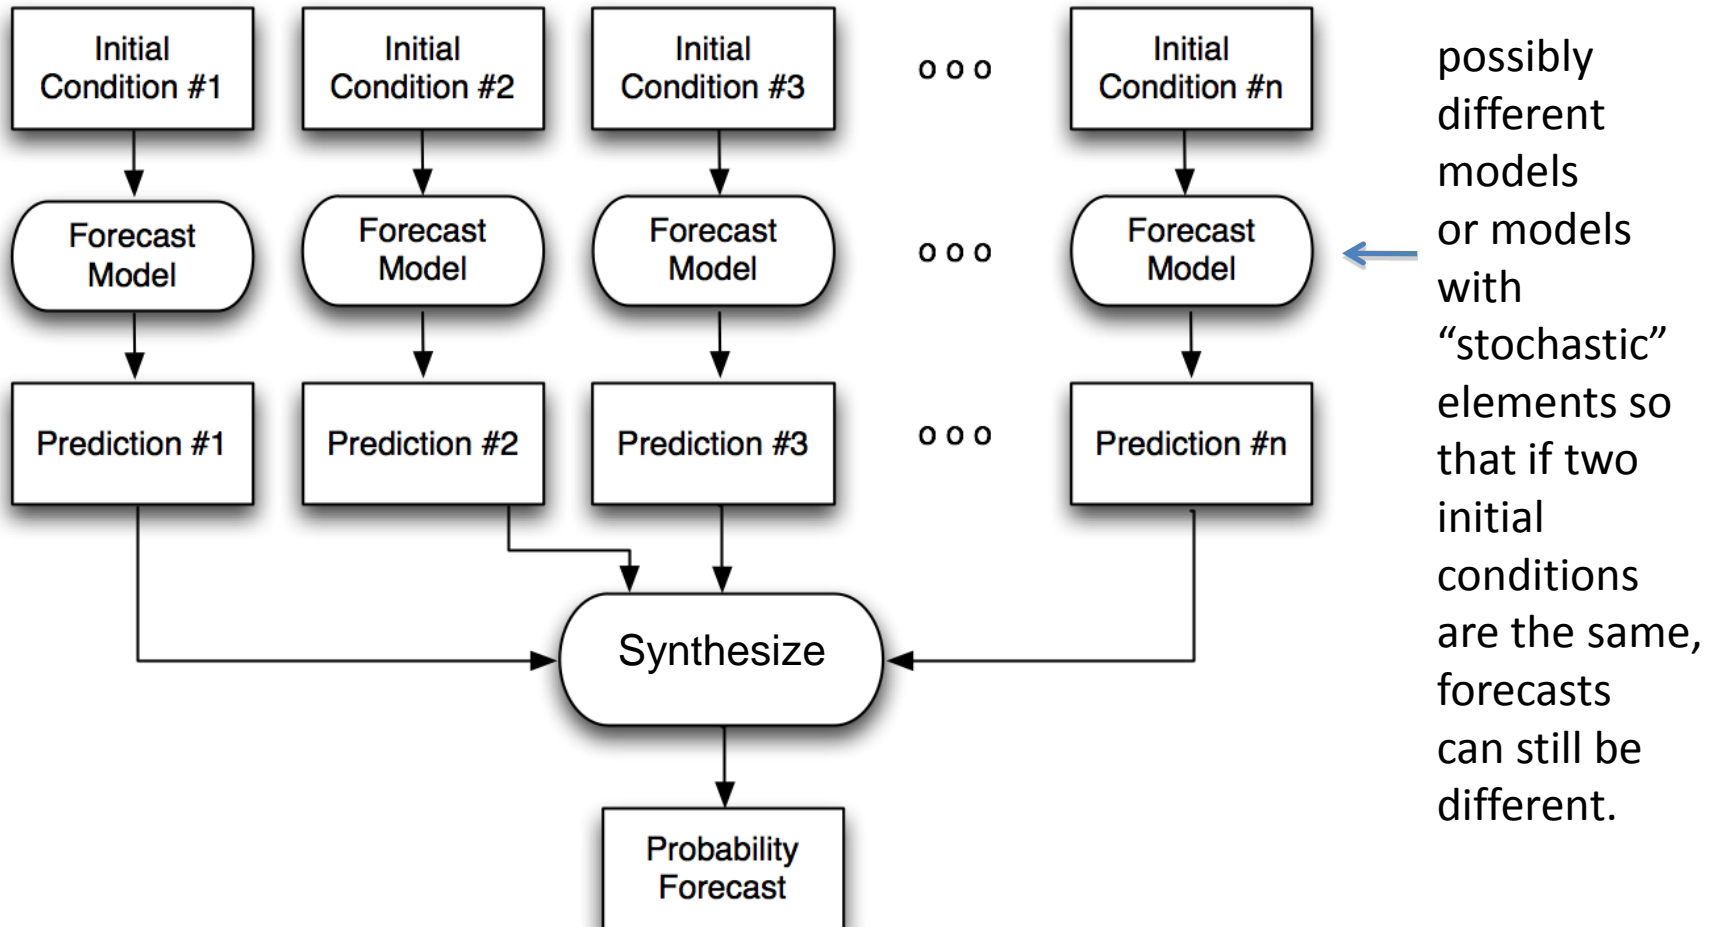 Initial
Condition #1
Initial
Condition #2
Initial
Condition #3
o o o
Initial
Condition #n
Forecast
Model
Forecast
Model
Forecast
Model
o o o
Forecast
Model
Prediction #1
Prediction #2
Prediction #3
o o o
Prediction #n
Synthesize
Probability
Forecast
possibly
different
models
or models
with
“stochastic”
elements so
that if two
initial
conditions
are the same,
forecasts
can still be
different.